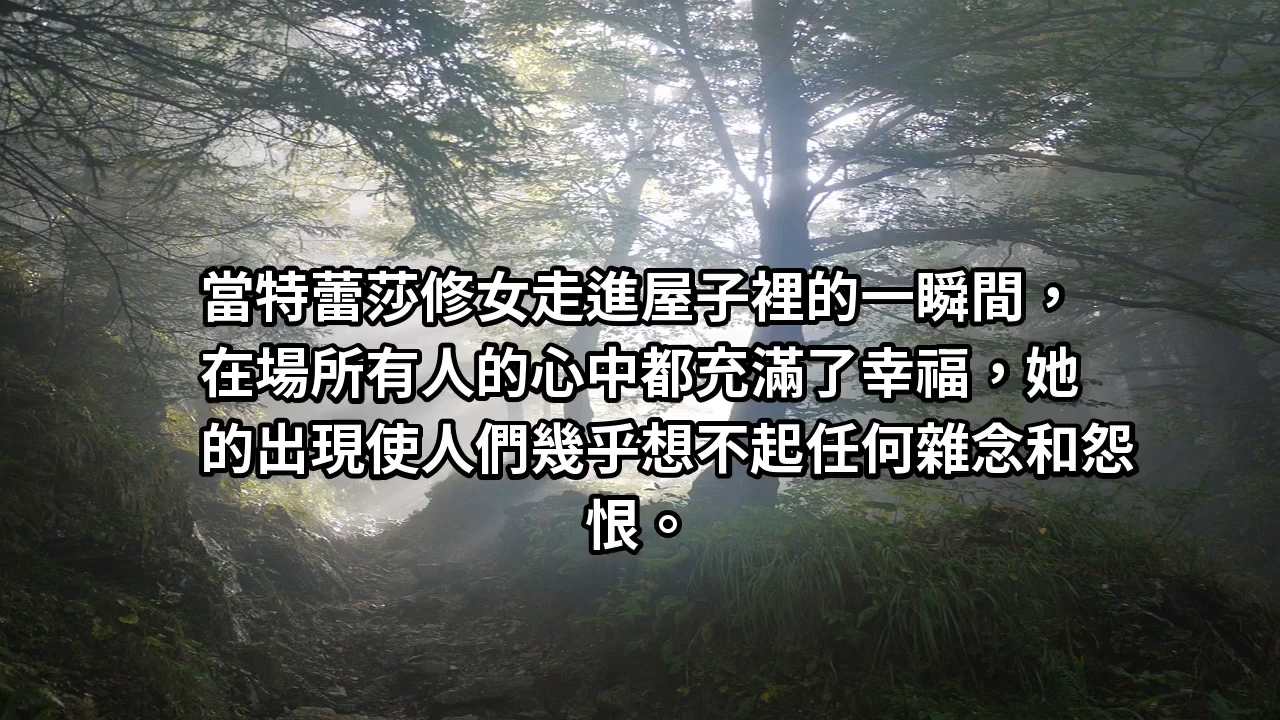 當特蕾莎修女走進屋子裡的一瞬間，
在場所有人的心中都充滿了幸福，她
的出現使人們幾乎想不起任何雜念和怨
恨。